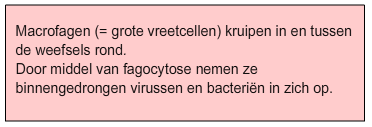 Macrofagen (= grote vreetcellen) kruipen in en tussen
de weefsels rond.
Door middel van fagocytose nemen ze
binnengedrongen virussen en bacteriën in zich op.